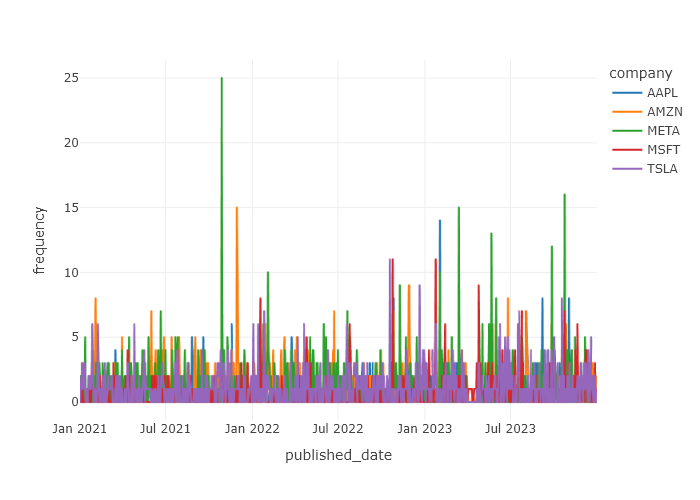 company
AAPL
AMZN
META
MSFT
TSLA
frequency
25
20
15
10
5
0
Jan 2021
Jul 2021
Jan 2022
Jul 2022
Jan 2023
Jul 2023
published_date